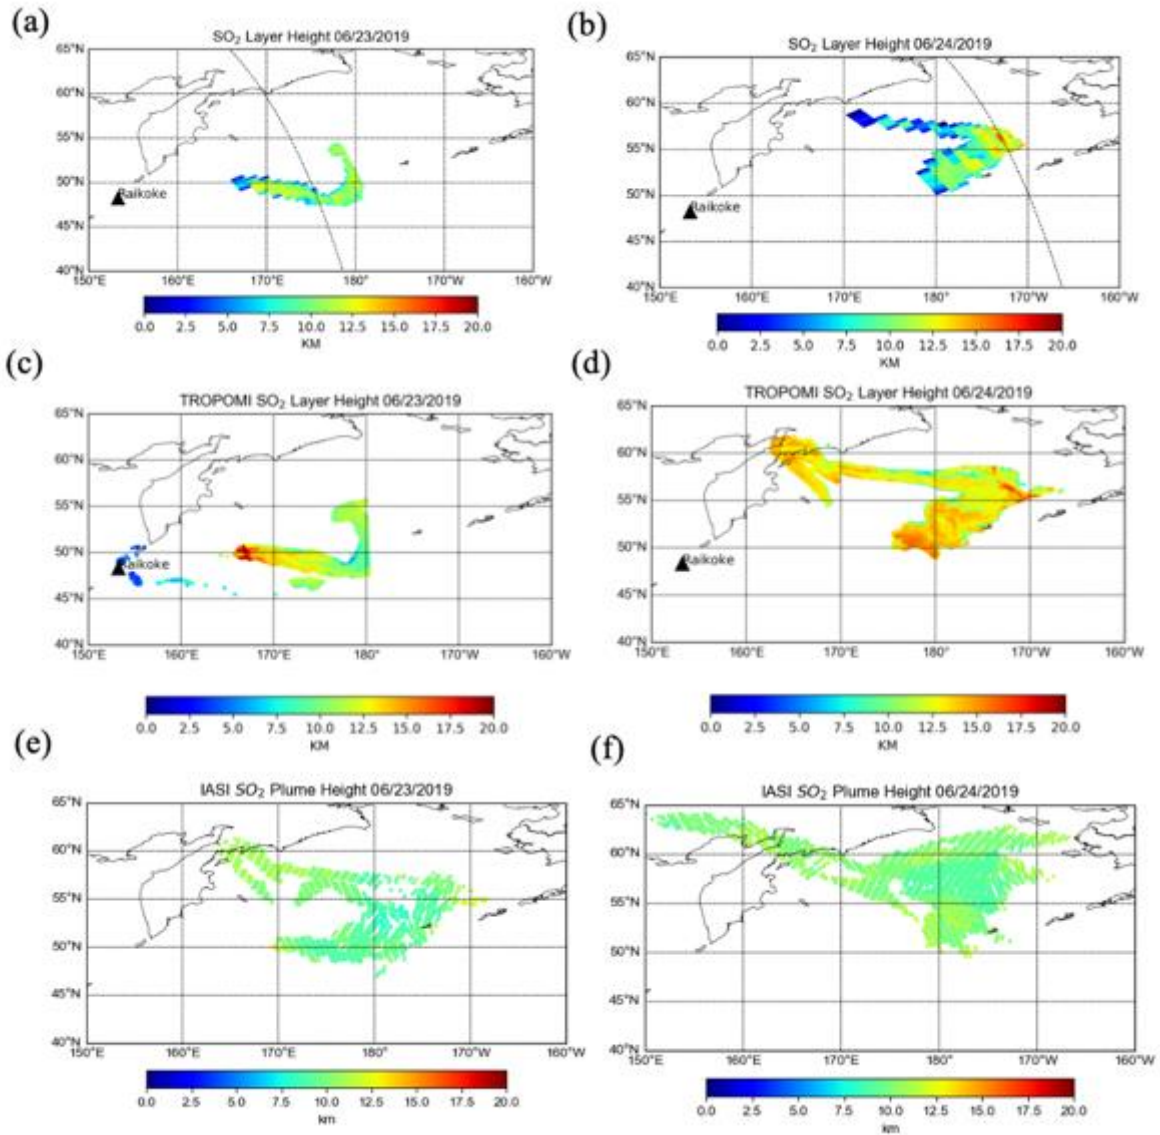 (a)
SO₂ Layer Height 06/23/2019
65°N
60°N
55°N
50°N
45°N
40°N
Raikoke
150°E 160°E 170°E 180° 170°W 160°W
0.0 2.5 5.0 7.5 10.0 12.5 15.0 17.5 20.0
KM
(b)
SO₂ Layer Height 06/24/2019
65°N
60°N
55°N
50°N
45°N
40°N
Raikoke
150°E 160°E 170°E 180° 170°W 160°W
0.0 2.5 5.0 7.5 10.0 12.5 15.0 17.5 20.0
KM
(c)
TROPOMI SO₂ Layer Height 06/23/2019
65°N
60°N
55°N
50°N
45°N
40°N
Raikoke
150°E 160°E 170°E 180° 170°W 160°W
0.0 2.5 5.0 7.5 10.0 12.5 15.0 17.5 20.0
KM
(d)
TROPOMI SO₂ Layer Height 06/24/2019
65°N
60°N
55°N
50°N
45°N
40°N
Raikoke
150°E 160°E 170°E 180° 170°W 160°W
0.0 2.5 5.0 7.5 10.0 12.5 15.0 17.5 20.0
KM
(e)
IASI SO₂ Plume Height 06/23/2019
65°N
60°N
55°N
50°N
45°N
40°N
150°E 160°E 170°E 180° 170°W 160°W
0.0 2.5 5.0 7.5 10.0 12.5 15.0 17.5 20.0
km
(f)
IASI SO₂ Plume Height 06/24/2019
65°N
60°N
55°N
50°N
45°N
40°N
150°E 160°E 170°E 180° 170°W 160°W
0.0 2.5 5.0 7.5 10.0 12.5 15.0 17.5 20.0
km